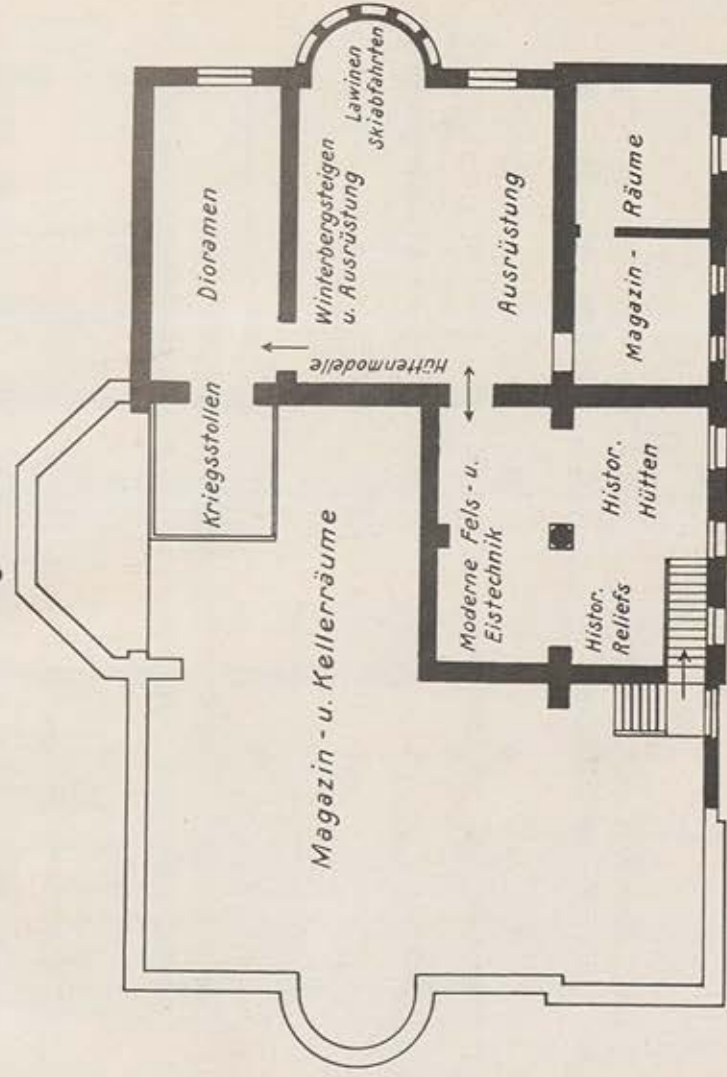 Kriegsstollen
Dioramen
Winterbergsteigen
u. Ausrüstung
Lawinen
Skiabfahrten
Hüttenmodelle
Ausrüstung
Magazin - u. Kellerräume
Moderne Fels - u.
Eistechnik
Histor.
Reliefs
Histor.
Hütten
Magazin - Räume